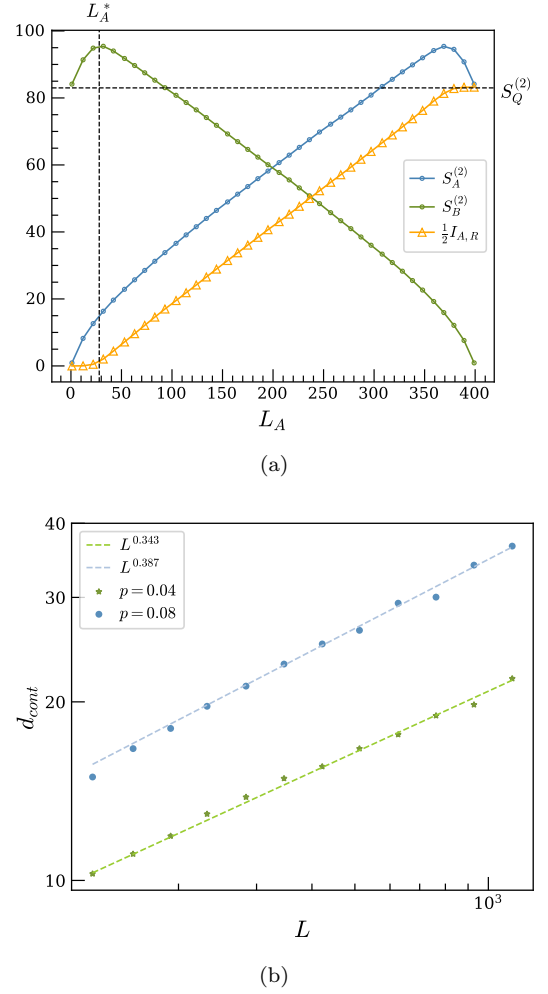 L_A^*
100
80
60
40
20
0
S_Q^{(2)}
S_A^{(2)}
S_B^{(2)}
½I_{A,R}
0 50 100 150 200 250 300 350 400
L_A
(a)
40
30
20
10
d_{cont}
L^{0.343}
L^{0.387}
p = 0.04
p = 0.08
10^3
L
(b)